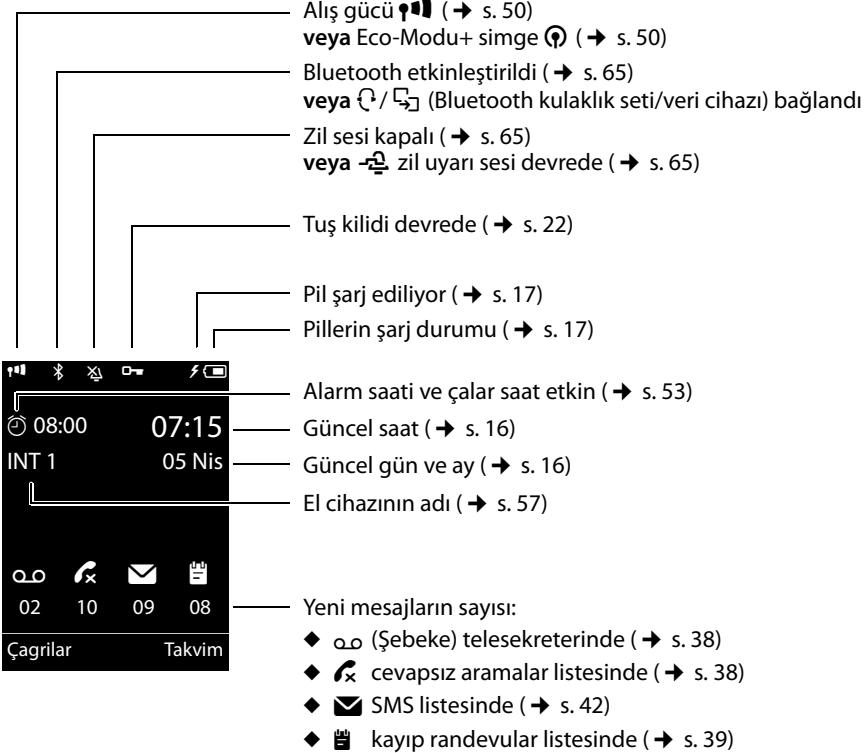 Alış gücü ( ➔ s. 50)
veya Eco-Modu+ simge ( ➔ s. 50)
Bluetooth etkinleştirildi ( ➔ s. 65)
veya / (Bluetooth kulaklık seti/veri cihazı) bağlandı
Zil sesi kapalı ( ➔ s. 65)
veya zil uyarı sesi devrede ( ➔ s. 65)
Tuş kilidi devrede ( ➔ s. 22)
Pil şarj ediliyor ( ➔ s. 17)
Pillerin şarj durumu ( ➔ s. 17)
Alarm saati ve çalar saat etkin ( ➔ s. 53)
08:00 07:15
Güncel saat ( ➔ s. 16)
INT 1 05 Nis
Güncel gün ve ay ( ➔ s. 16)
El cihazının adı ( ➔ s. 57)
02 10 09 08
Yeni mesajların sayısı:
Çagrilar Takvim
◆ (Şebeke) telesekreterinde ( ➔ s. 38)
◆ cevapsız aramalar listesinde ( ➔ s. 38)
◆ SMS listesinde ( ➔ s. 42)
◆ kayıp randevular listesinde ( ➔ s. 39)